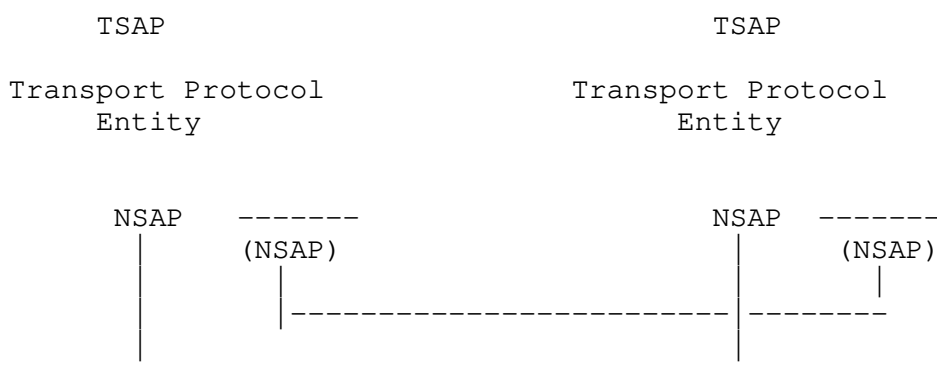 TSAP TSAP
Transport Protocol Transport Protocol
Entity Entity
NSAP ------- NSAP -------
(NSAP) (NSAP)